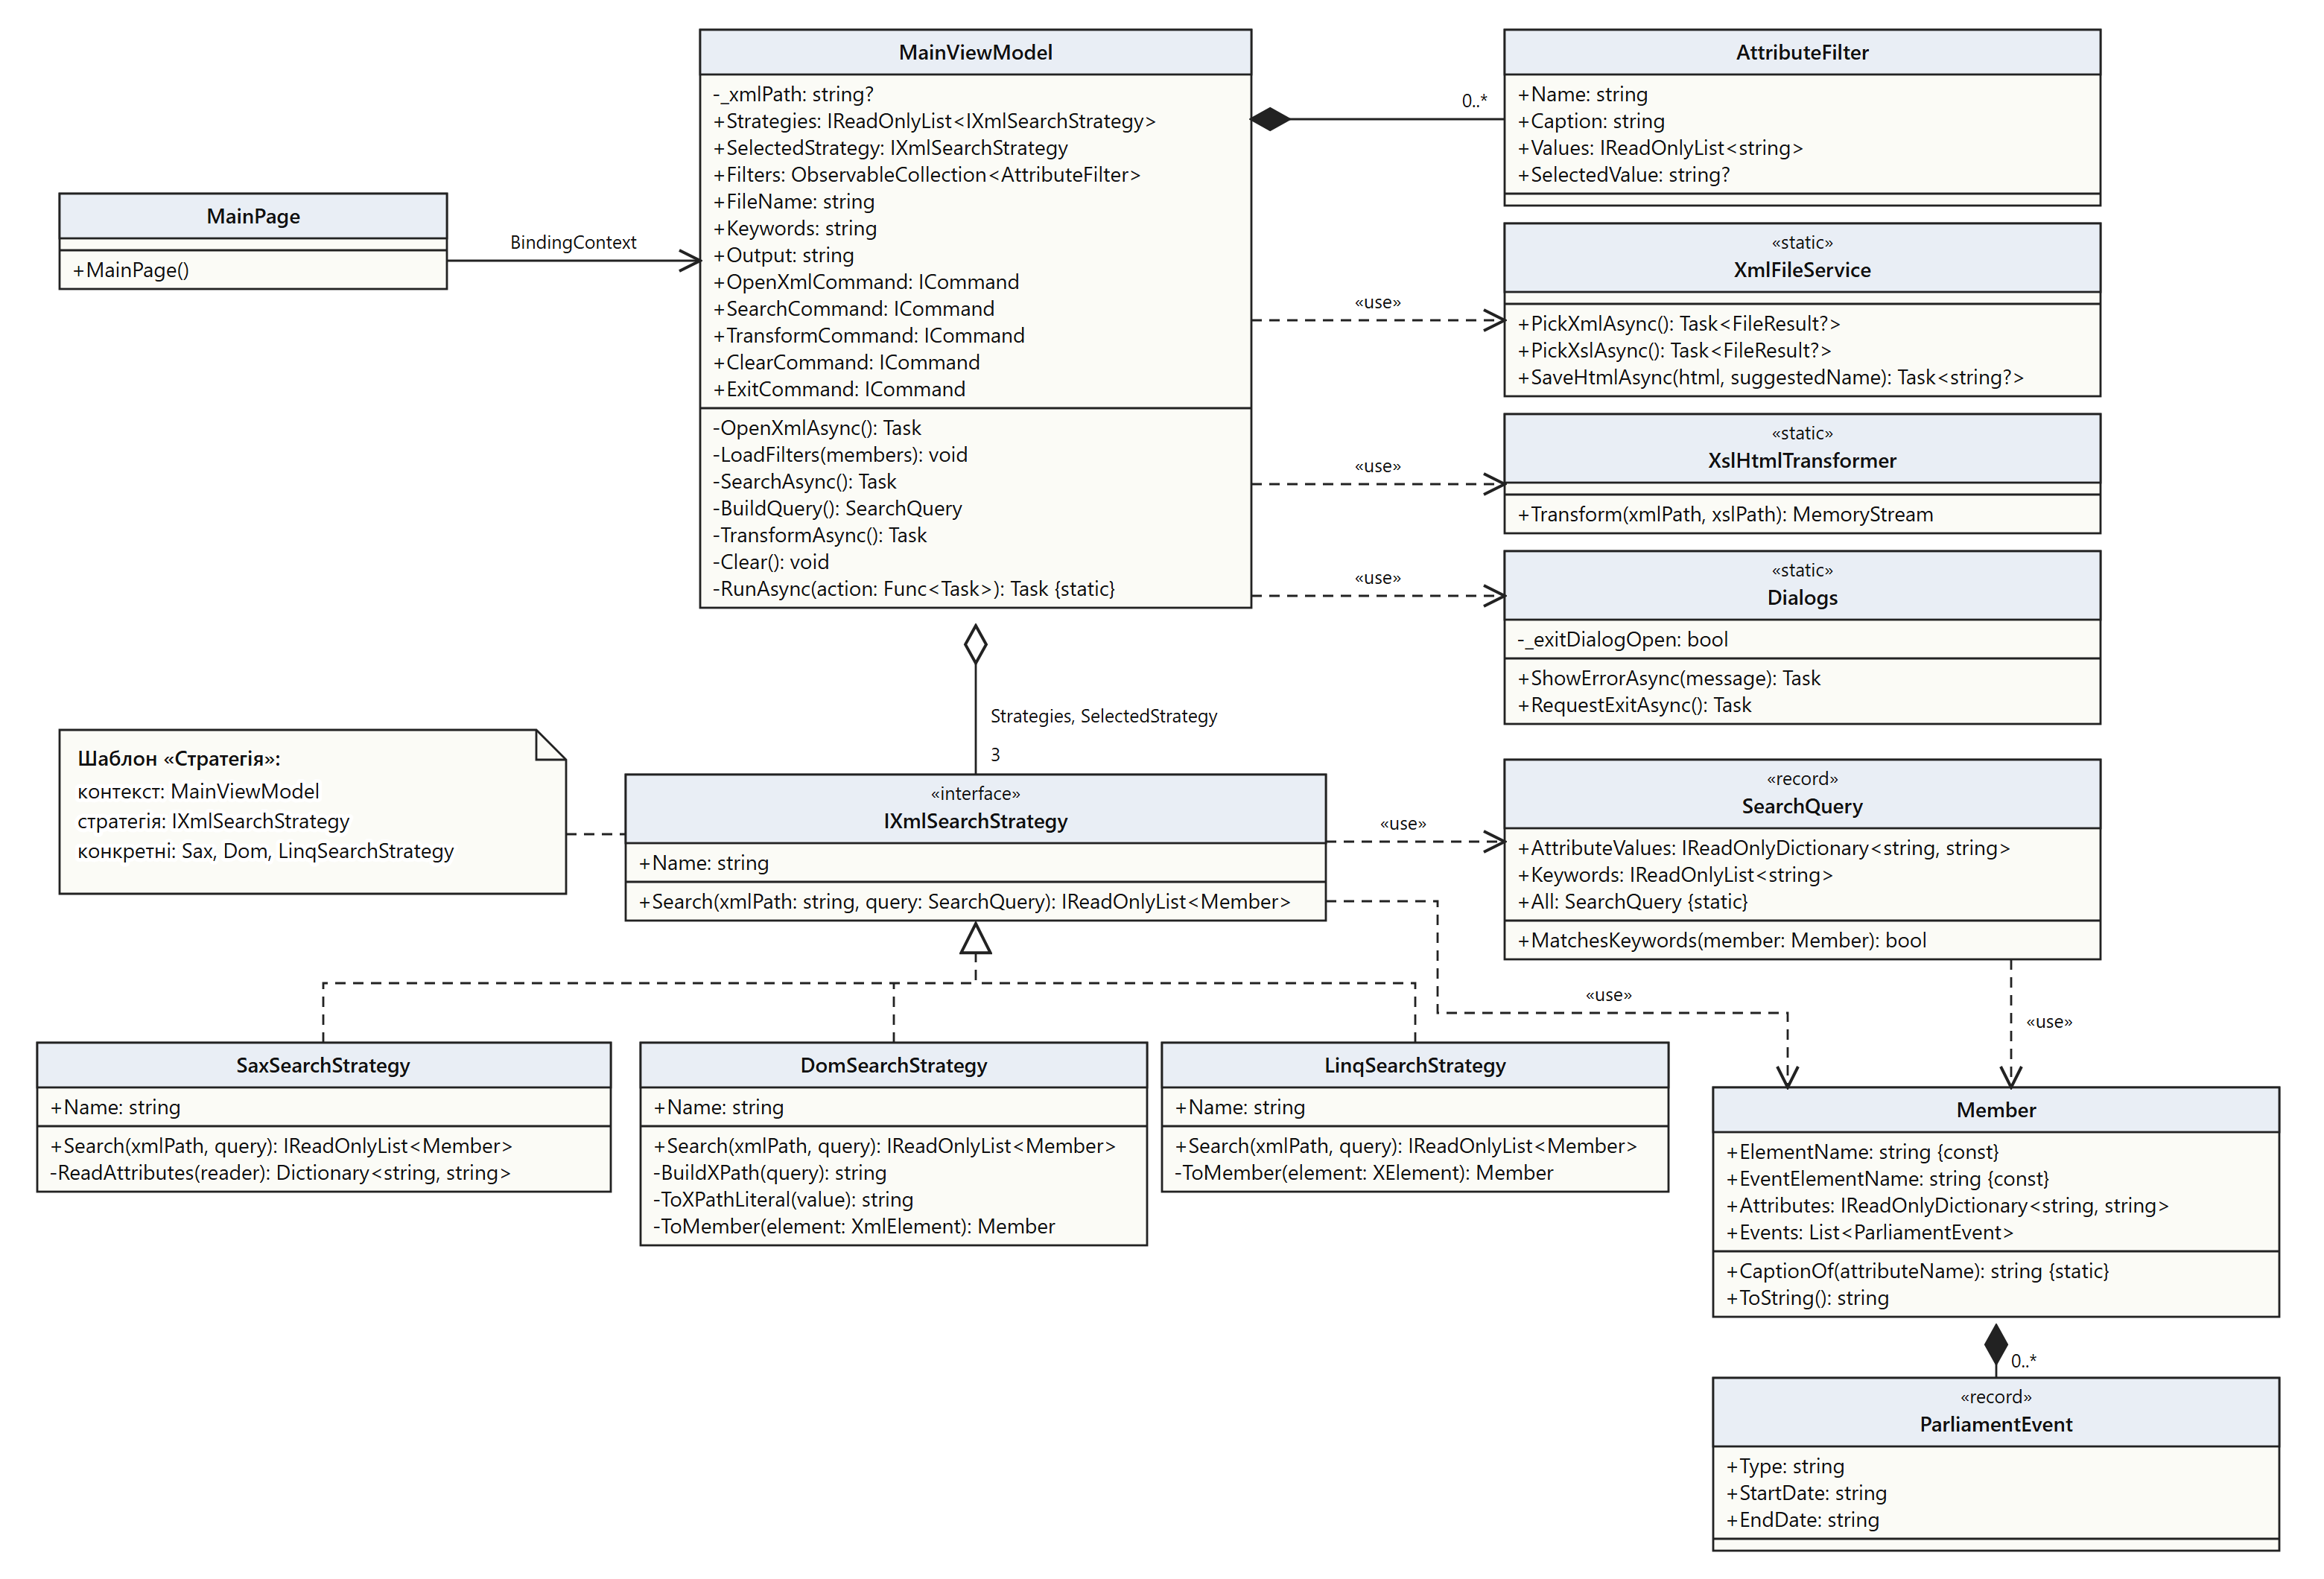 MainViewModel
-_xmlPath: string?
+Strategies: IReadOnlyList<IXmlSearchStrategy>
+SelectedStrategy: IXmlSearchStrategy
+Filters: ObservableCollection<AttributeFilter>
+FileName: string
+Keywords: string
+Output: string
+OpenXmlCommand: ICommand
+SearchCommand: ICommand
+TransformCommand: ICommand
+ClearCommand: ICommand
+ExitCommand: ICommand
-OpenXmlAsync(): Task
-LoadFilters(members): void
-SearchAsync(): Task
-BuildQuery(): SearchQuery
-TransformAsync(): Task
-Clear(): void
-RunAsync(action: Func<Task>): Task {static}
0..*
AttributeFilter
+Name: string
+Caption: string
+Values: IReadOnlyList<string>
+SelectedValue: string?
MainPage
+MainPage()
BindingContext
«use»
«static»
XmlFileService
+PickXmlAsync(): Task<FileResult?>
+PickXslAsync(): Task<FileResult?>
+SaveHtmlAsync(html, suggestedName): Task<string?>
«use»
«static»
XslHtmlTransformer
+Transform(xmlPath, xslPath): MemoryStream
«use»
«static»
Dialogs
-_exitDialogOpen: bool
+ShowErrorAsync(message): Task
+RequestExitAsync(): Task
Strategies, SelectedStrategy
3
Шаблон «Стратегія»:
контекст: MainViewModel
стратегія: IXmlSearchStrategy
конкретні: Sax, Dom, LinqSearchStrategy
«interface»
IXmlSearchStrategy
+Name: string
+Search(xmlPath: string, query: SearchQuery): IReadOnlyList<Member>
«use»
«record»
SearchQuery
+AttributeValues: IReadOnlyDictionary<string, string>
+Keywords: IReadOnlyList<string>
+All: SearchQuery {static}
+MatchesKeywords(member: Member): bool
«use»
«use»
SaxSearchStrategy
+Name: string
+Search(xmlPath, query): IReadOnlyList<Member>
-ReadAttributes(reader): Dictionary<string, string>
DomSearchStrategy
+Name: string
+Search(xmlPath, query): IReadOnlyList<Member>
-BuildXPath(query): string
-ToXPathLiteral(value): string
-ToMember(element: XmlElement): Member
LinqSearchStrategy
+Name: string
+Search(xmlPath, query): IReadOnlyList<Member>
-ToMember(element: XElement): Member
Member
+ElementName: string {const}
+EventElementName: string {const}
+Attributes: IReadOnlyDictionary<string, string>
+Events: List<ParliamentEvent>
+CaptionOf(attributeName): string {static}
+ToString(): string
0..*
«record»
ParliamentEvent
+Type: string
+StartDate: string
+EndDate: string